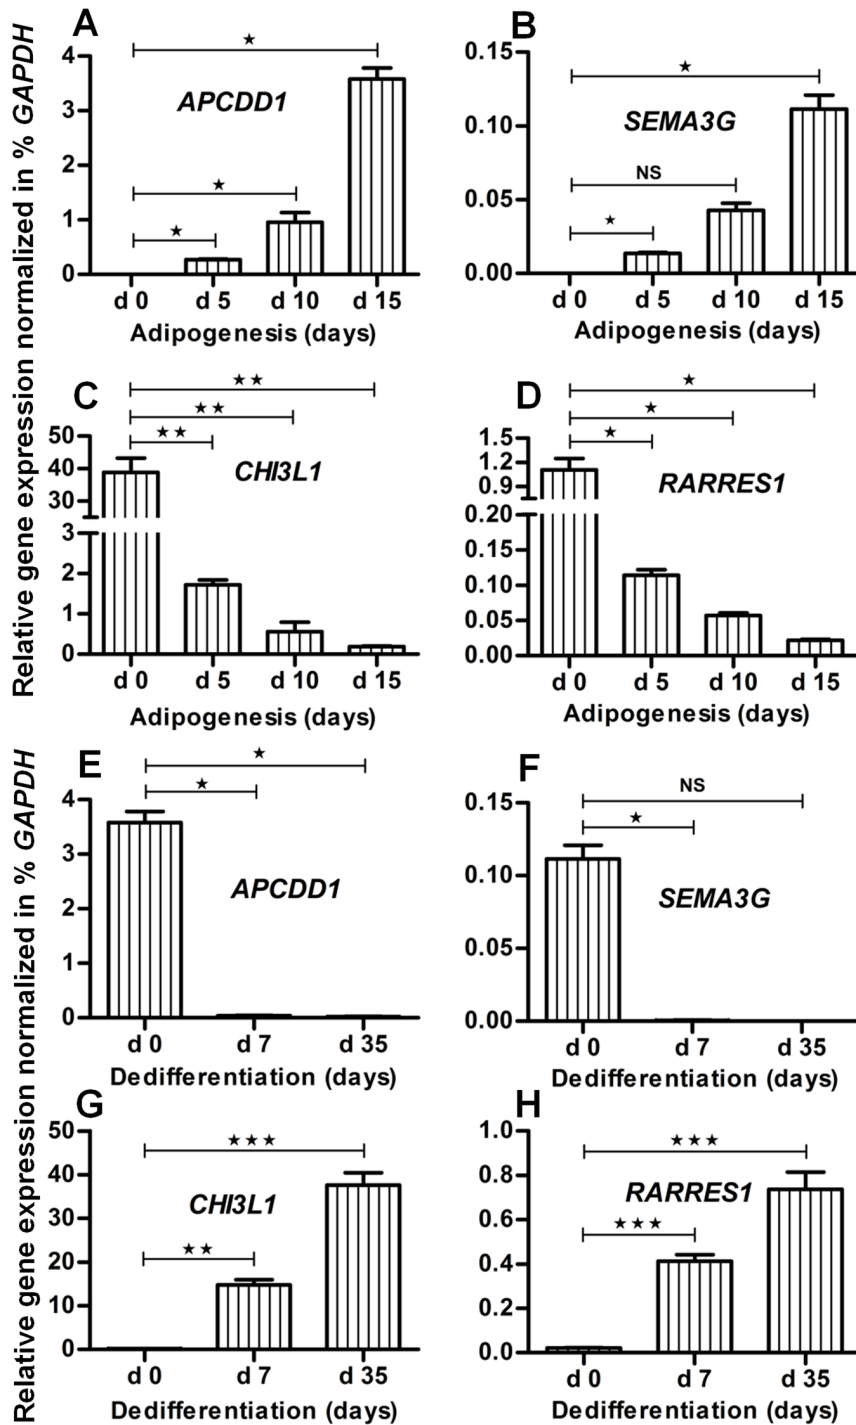 Relative gene expression normalized in % GAPDH
A
★
4
3
2
1
0
APCDD1
★
★
d 0 d 5 d 10 d 15
Adipogenesis (days)
B
★
0.15
0.10
0.05
0.00
SEMA3G
NS
★
d 0 d 5 d 10 d 15
Adipogenesis (days)
C
★★
★★
★★
50
40
30
3
2
1
0
CHI3L1
d 0 d 5 d 10 d 15
Adipogenesis (days)
D
★
★
★
1.5
1.2
0.9
0.20
0.15
0.10
0.05
0.00
RARRES1
d 0 d 5 d 10 d 15
Adipogenesis (days)
Relative gene expression normalized in % GAPDH
E
★
★
4
3
2
1
0
APCDD1
d 0 d 7 d 35
Dedifferentiation (days)
F
NS
★
0.15
0.10
0.05
0.00
SEMA3G
d 0 d 7 d 35
Dedifferentiation (days)
G
50
40
30
20
10
0
★★★
CHI3L1
★★
d 0 d 7 d 35
Dedifferentiation (days)
H
1.0
0.8
0.6
0.4
0.2
0.0
★★★
RARRES1
★★★
d 0 d 7 d 35
Dedifferentiation (days)